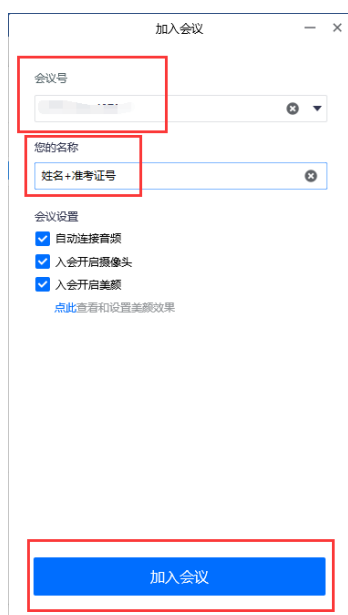 加入会议
会议号
您的名称
姓名+准考证号
会议设置
自动连接音频
入会开启摄像头
入会开启美颜
点此查看和设置美颜效果
加入会议